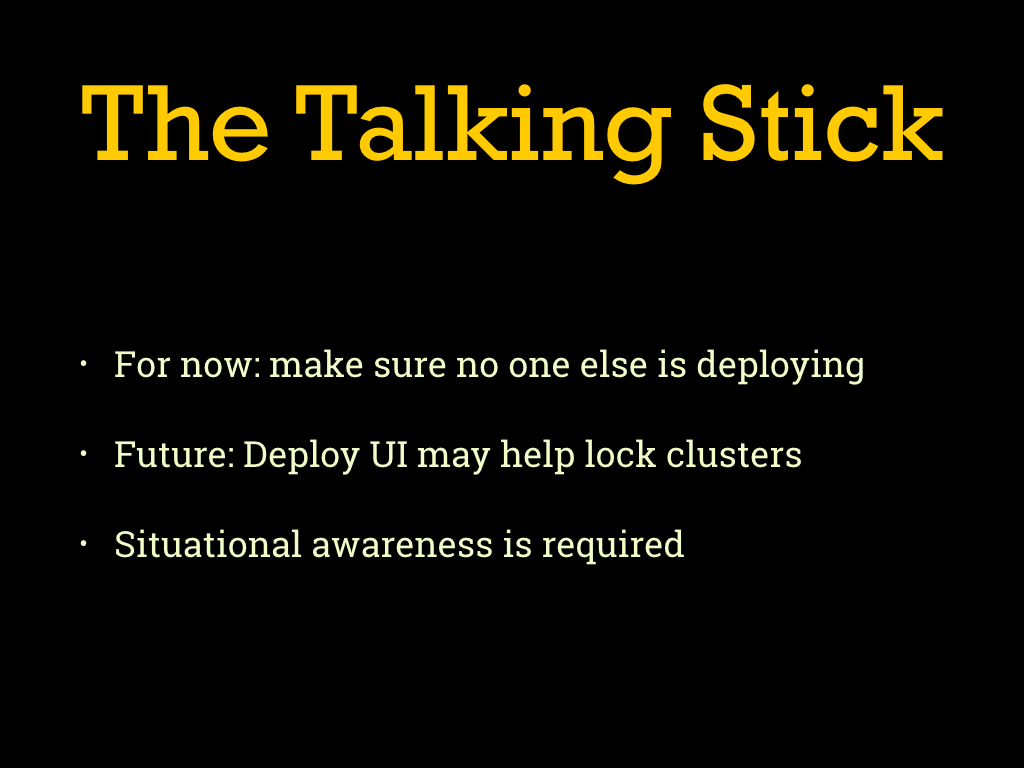 The Talking Stick
• For now: make sure no one else is deploying
• Future: Deploy UI may help lock clusters
• Situational awareness is required